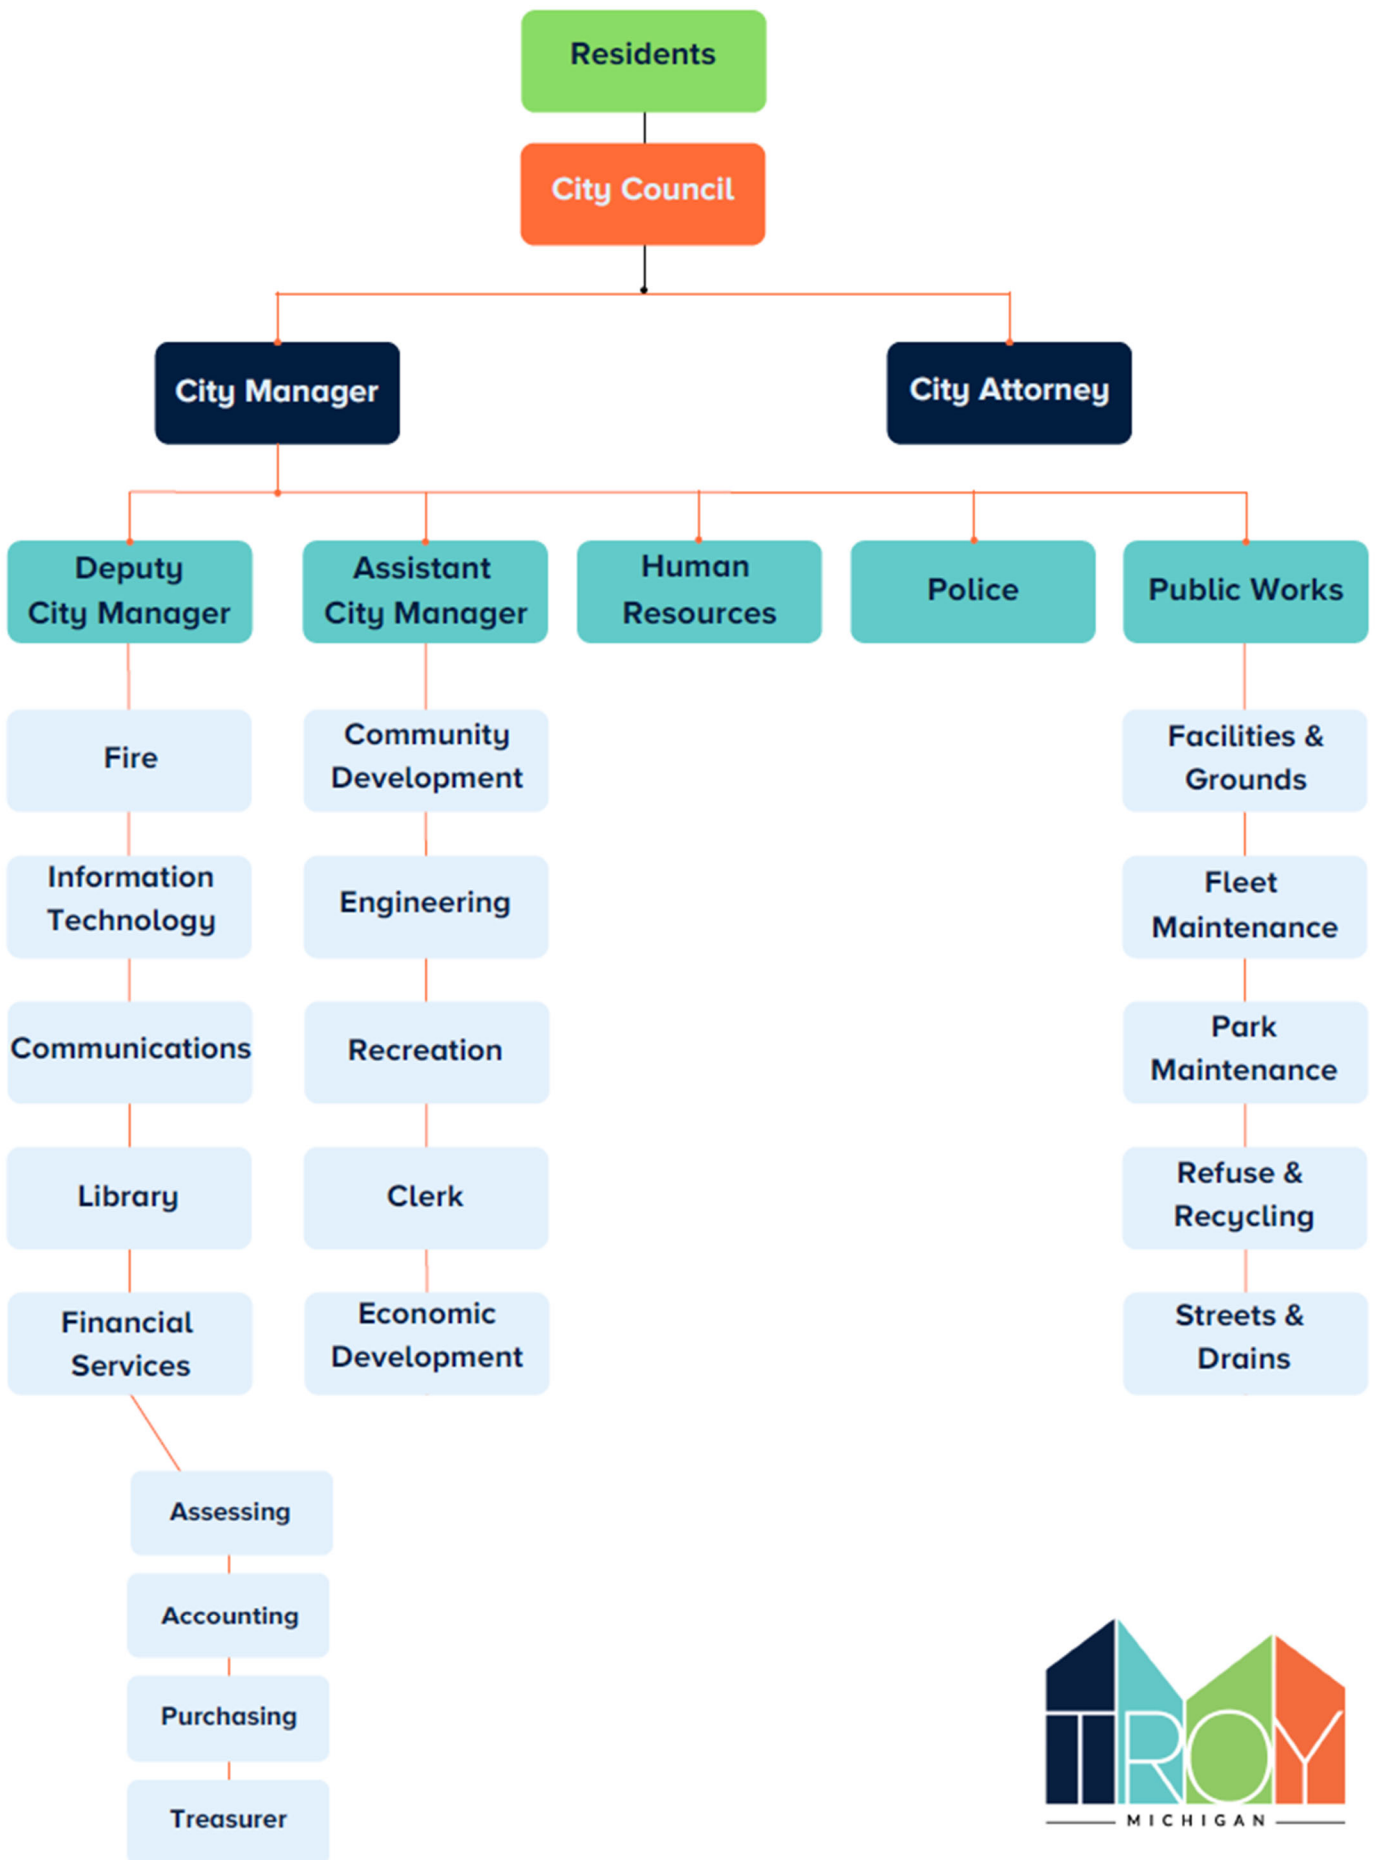 Residents
City Council
City Manager
City Attorney
Deputy
City Manager
Assistant
City Manager
Human
Resources
Police
Public Works
Fire
Information
Technology
Communications
Library
Financial
Services
Assessing
Accounting
Purchasing
Treasurer
Community
Development
Engineering
Recreation
Clerk
Economic
Development
Facilities &
Grounds
Fleet
Maintenance
Park
Maintenance
Refuse &
Recycling
Streets &
Drains
TROY
MICHIGAN